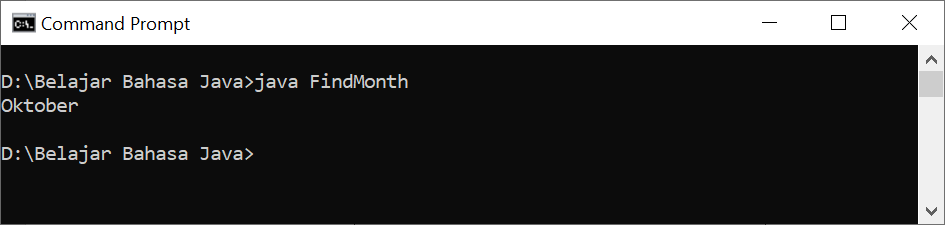 Command Prompt
D:\Belajar Bahasa Java>java FindMonth
Oktober
D:\Belajar Bahasa Java>